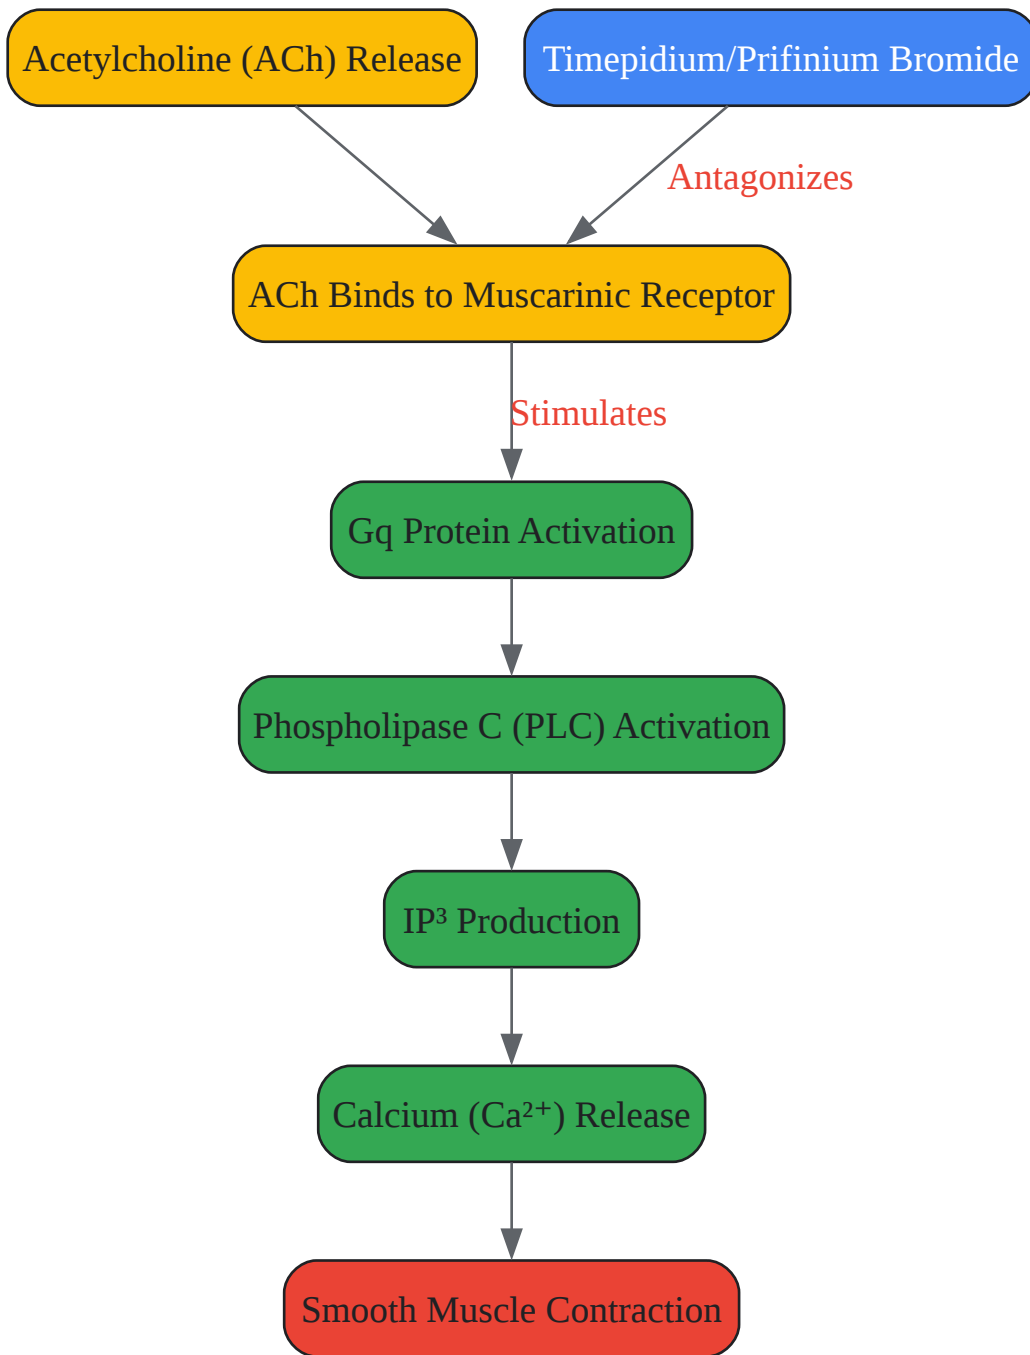 Acetylcholine (ACh) Release
Timepidium/Prifinium Bromide
Antagonizes
ACh Binds to Muscarinic Receptor
Stimulates
Gq Protein Activation
Phospholipase C (PLC) Activation
IP³ Production
Calcium (Ca²⁺) Release
Smooth Muscle Contraction